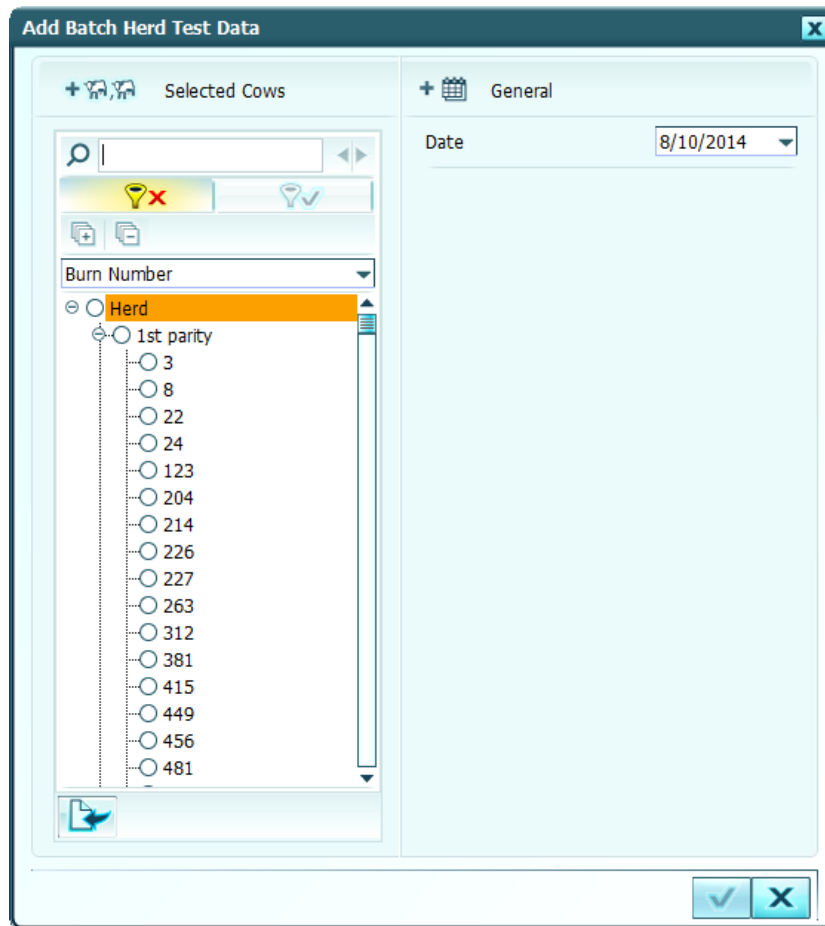 Add Batch Herd Test Data
Selected Cows
General
Date 8/10/2014
Burn Number
Herd
1st parity
3
8
22
24
123
204
214
226
227
263
312
381
415
449
456
481